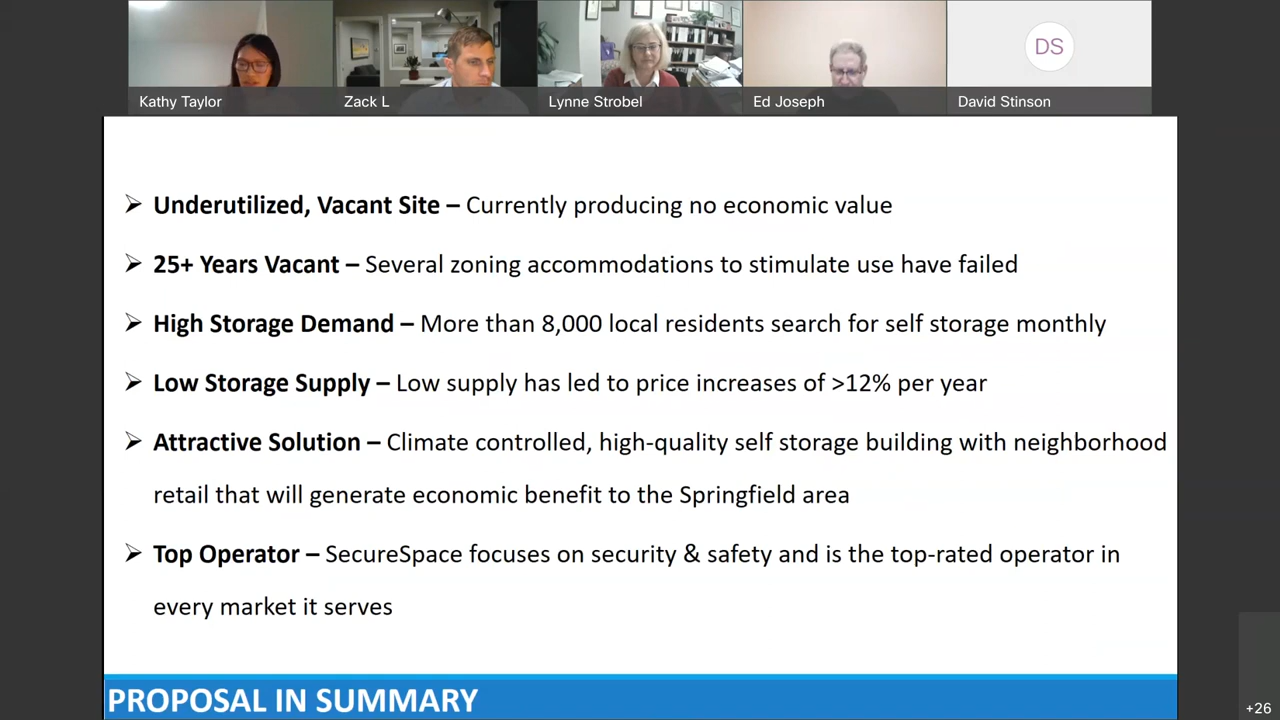 DS
Kathy Taylor
Zack L
Lynne Strobel
Ed Joseph
David Stinson
➢ Underutilized, Vacant Site – Currently producing no economic value
➢ 25+ Years Vacant – Several zoning accommodations to stimulate use have failed
➢ High Storage Demand – More than 8,000 local residents search for self storage monthly
➢ Low Storage Supply – Low supply has led to price increases of >12% per year
➢ Attractive Solution – Climate controlled, high-quality self storage building with neighborhood
retail that will generate economic benefit to the Springfield area
➢ Top Operator – SecureSpace focuses on security & safety and is the top-rated operator in
every market it serves
PROPOSAL IN SUMMARY
+26